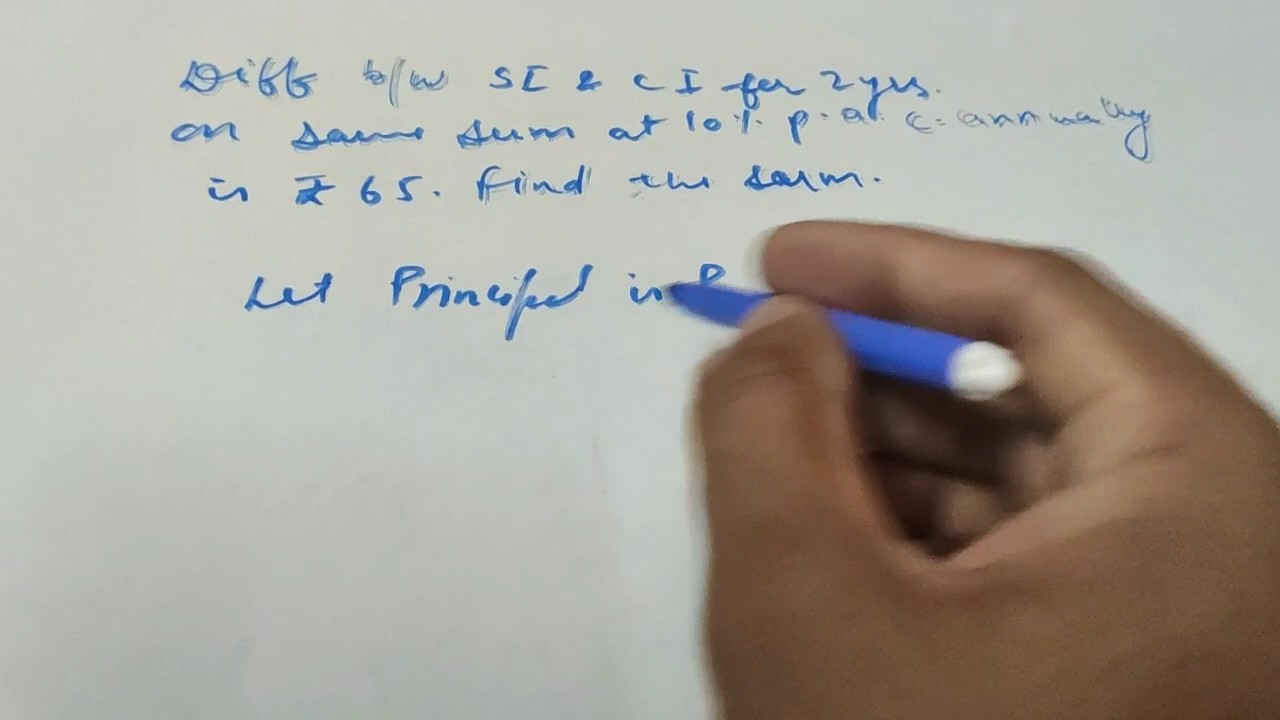 Diff b/w SI & CI for 2 yrs.
on same sum at 10% p.a. c. annually
is ₹ 65. find the sum.
Let Principal is P